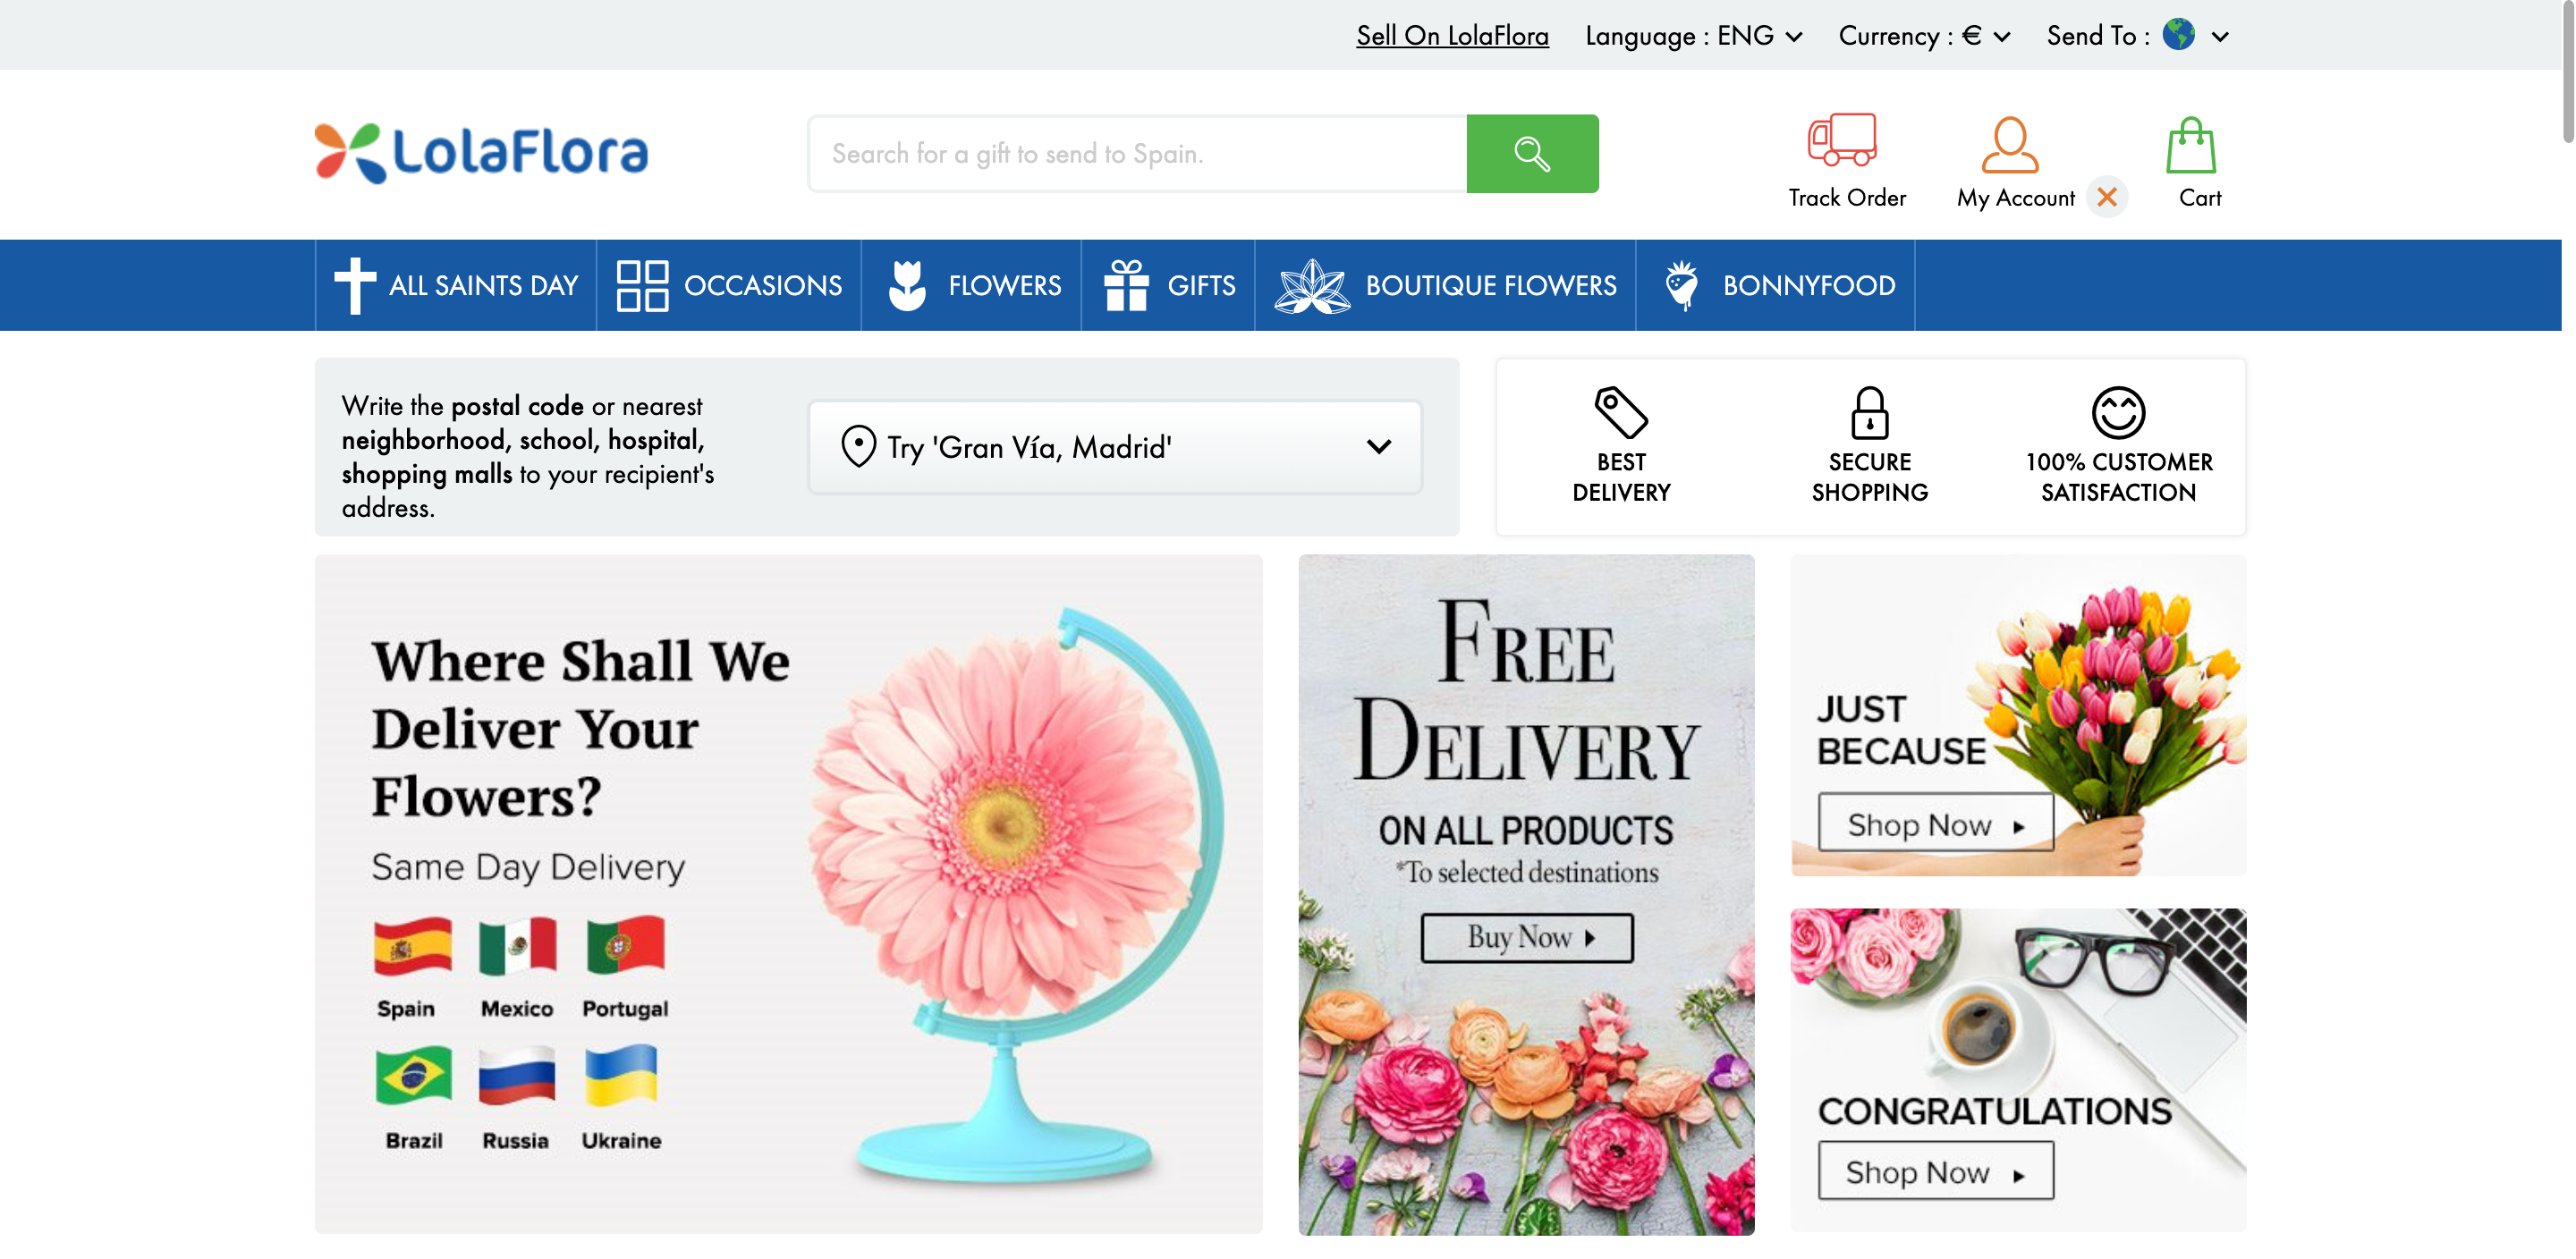 Sell On LolaFlora
Language : ENG
Currency : €
Send To :
LolaFlora
Search for a gift to send to Spain.
Track Order
My Account
Cart
ALL SAINTS DAY
OCCASIONS
FLOWERS
GIFTS
BOUTIQUE FLOWERS
BONNYFOOD
Write the postal code or nearest
neighborhood, school, hospital,
shopping malls to your recipient's
address.
Try 'Gran Vía, Madrid'
BEST
DELIVERY
SECURE
SHOPPING
100% CUSTOMER
SATISFACTION
Where Shall We
Deliver Your
Flowers?
Same Day Delivery
Spain
Mexico
Portugal
Brazil
Russia
Ukraine
FREE
DELIVERY
ON ALL PRODUCTS
*To selected destinations
Buy Now
JUST
BECAUSE
Shop Now
CONGRATULATIONS
Shop Now